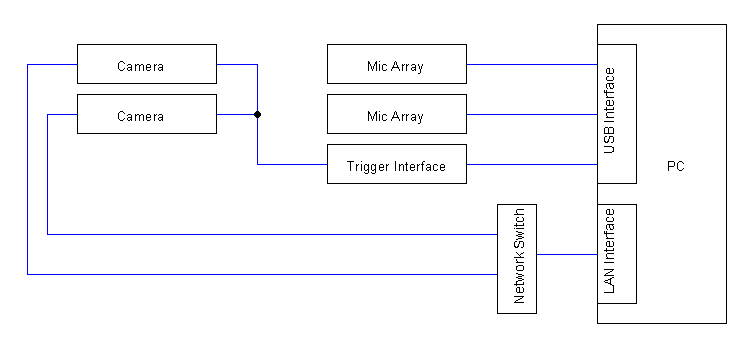 Camera
Mic Array
Camera
Mic Array
Trigger Interface
USB Interface
PC
Network Switch
LAN Interface